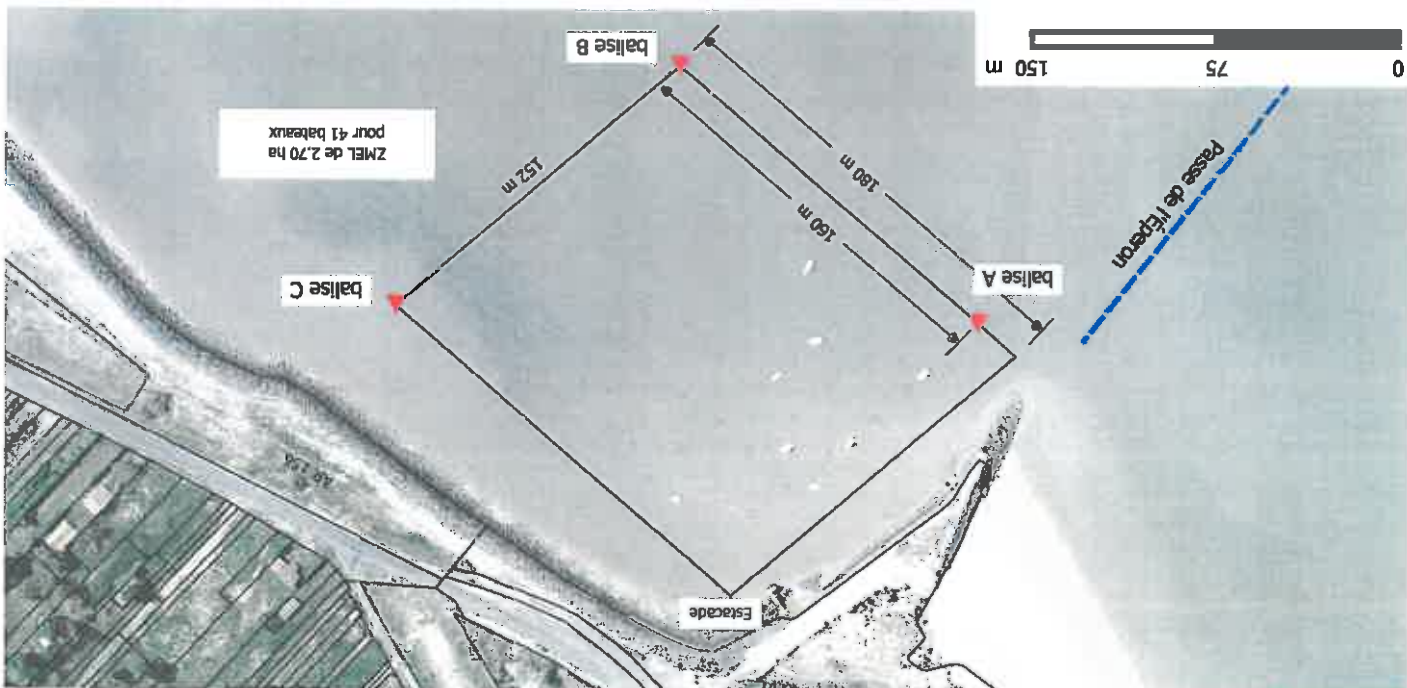 Estacade
balise C
balise A
160 m
180 m
152 m
Passe de l'Éperon
ZMEL de 2.70 ha
pour 41 bateaux
balise B
0
75
150 m